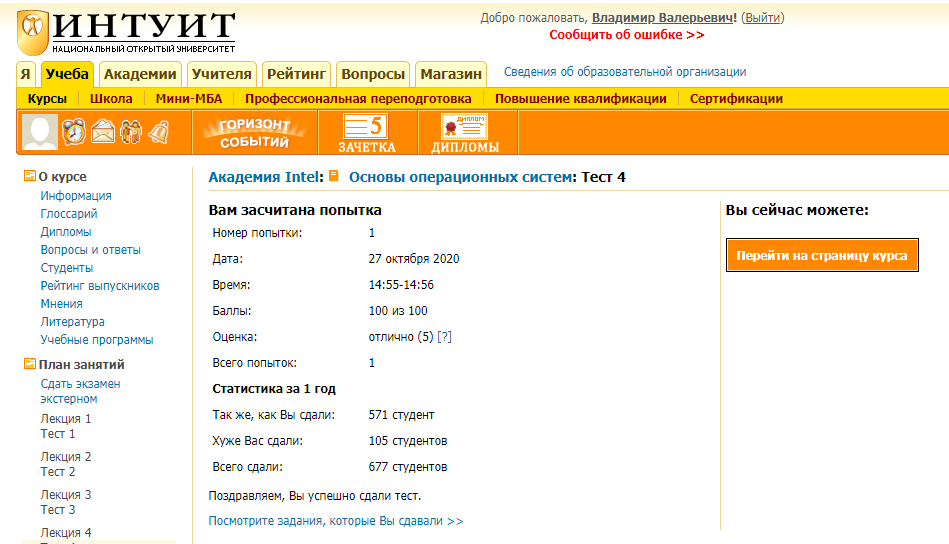 ИНТУИТ
НАЦИОНАЛЬНЫЙ ОТКРЫТЫЙ УНИВЕРСИТЕТ
Добро пожаловать, Владимир Валерьевич! (Выйти)
Сообщить об ошибке >>
Я Учеба Академии Учителя Рейтинг Вопросы Магазин Сведения об образовательной организации
Курсы Школа Мини-МБА Профессиональная переподготовка Повышение квалификации Сертификации
ГОРИЗОНТ
СОБЫТИЙ
5
ЗАЧЕТКА
ДИПЛОМ
ДИПЛОМЫ
О курсе
Информация
Глоссарий
Дипломы
Вопросы и ответы
Студенты
Рейтинг выпускников
Мнения
Литература
Учебные программы
План занятий
Сдать экзамен
экстерном
Лекция 1
Тест 1
Лекция 2
Тест 2
Лекция 3
Тест 3
Лекция 4
Академия Intel: Основы операционных систем: Тест 4
Вам засчитана попытка
Номер попытки: 1
Дата: 27 октября 2020
Время: 14:55-14:56
Баллы: 100 из 100
Оценка: отлично (5) [?]
Всего попыток: 1
Статистика за 1 год
Так же, как Вы сдали: 571 студент
Хуже Вас сдали: 105 студентов
Всего сдали: 677 студентов
Поздравляем, Вы успешно сдали тест.
Посмотрите задания, которые Вы сдавали >>
Вы сейчас можете:
Перейти на страницу курса